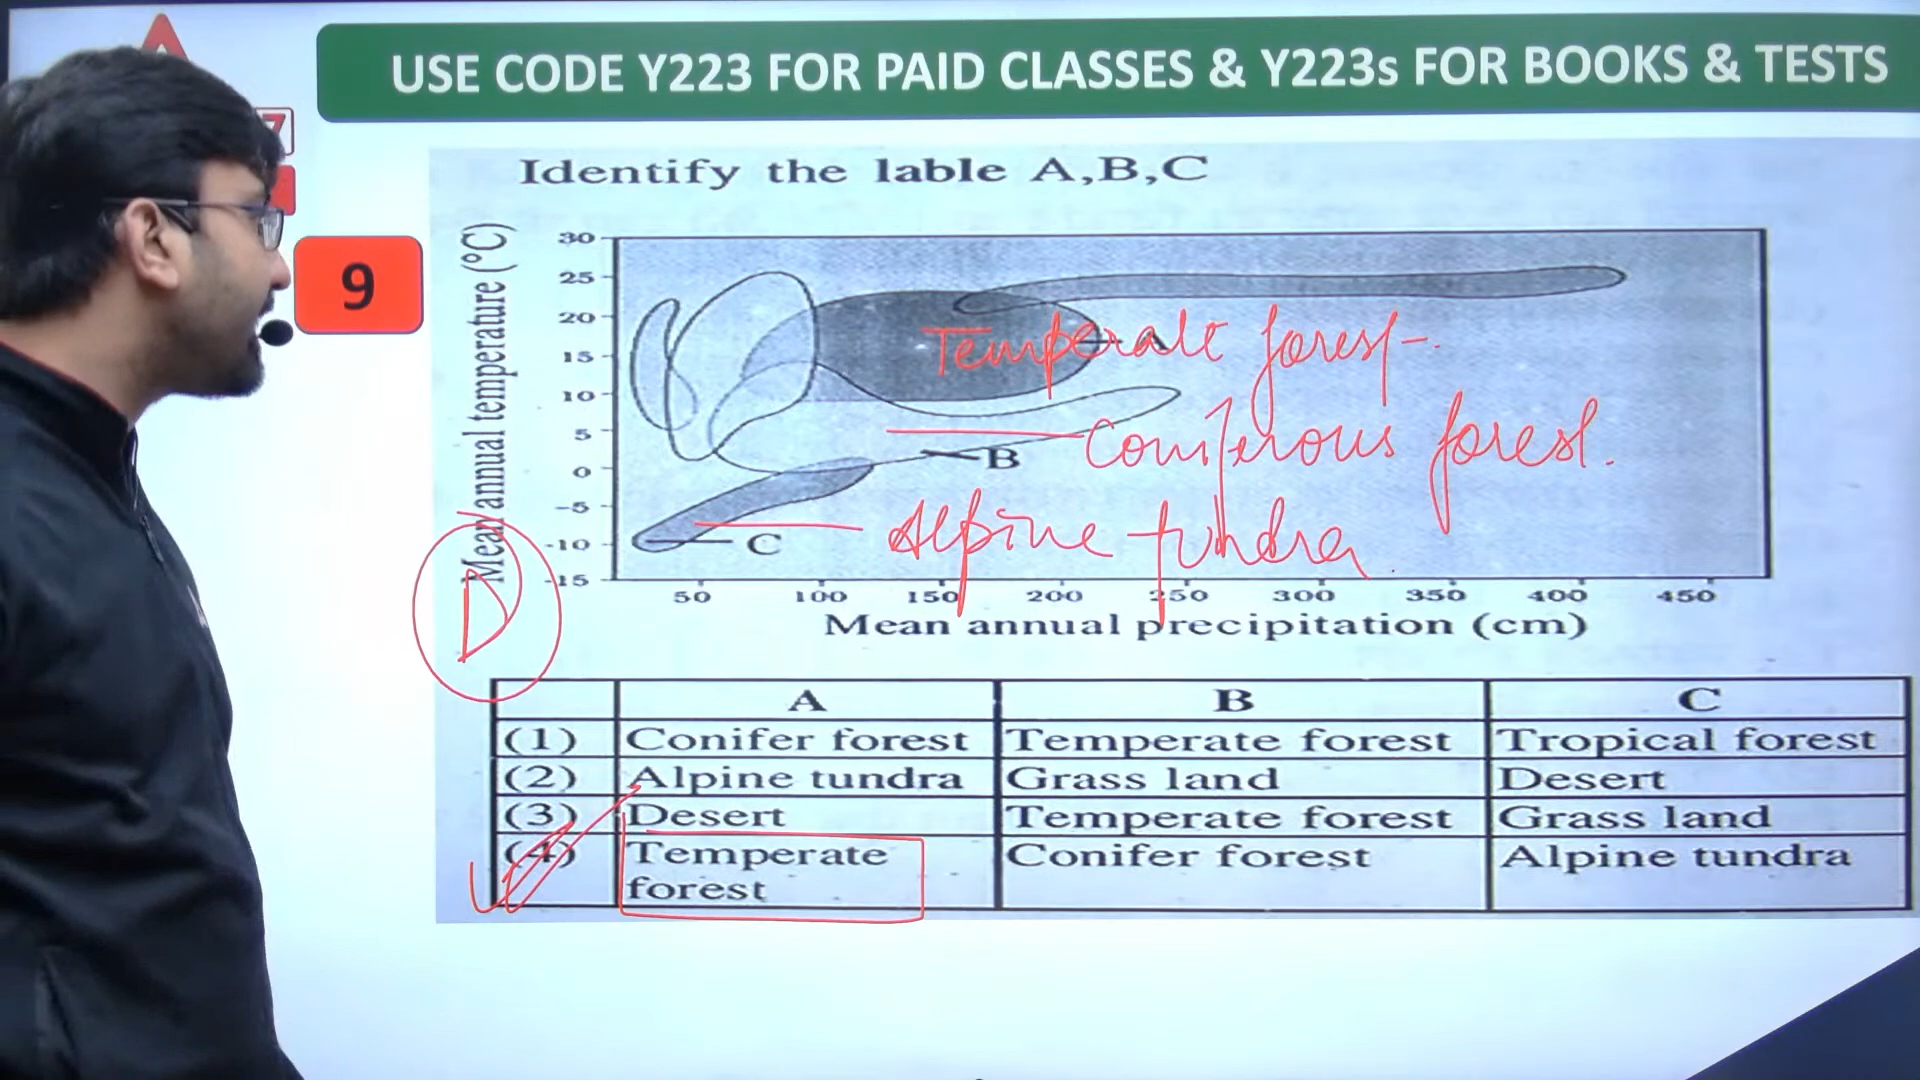 USE CODE Y223 FOR PAID CLASSES & Y223s FOR BOOKS & TESTS
7
9
Identify the lable A,B,C
Mean annual temperature (°C)
30
25
20
15
10
5
0
-5
-10
-15
A
Temperate forest
B
Coniferous forest.
C
Alpine tundra
D
50 100 150 200 250 300 350 400 450
Mean annual precipitation (cm)
A B C
(1) Conifer forest Temperate forest Tropical forest
(2) Alpine tundra Grass land Desert
(3) Desert Temperate forest Grass land
(4) Temperate forest Conifer forest Alpine tundra